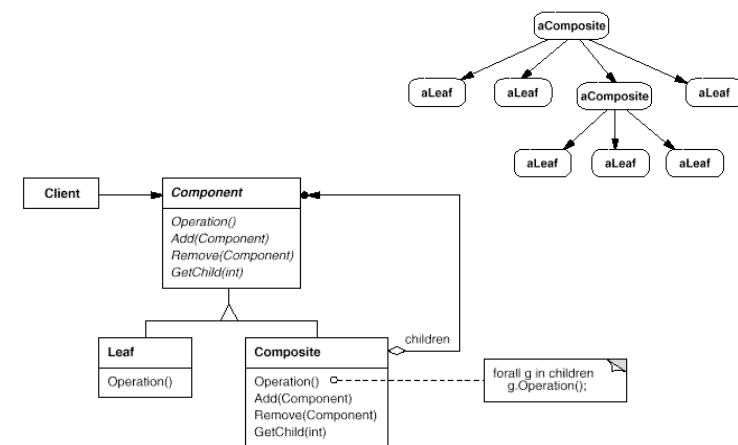 aComposite
aLeaf
aLeaf
aComposite
aLeaf
aLeaf
aLeaf
aLeaf
Client
Component
Operation()
Add(Component)
Remove(Component)
GetChild(int)
children
Leaf
Operation()
Composite
Operation()
Add(Component)
Remove(Component)
GetChild(int)
forall g in children
g.Operation();